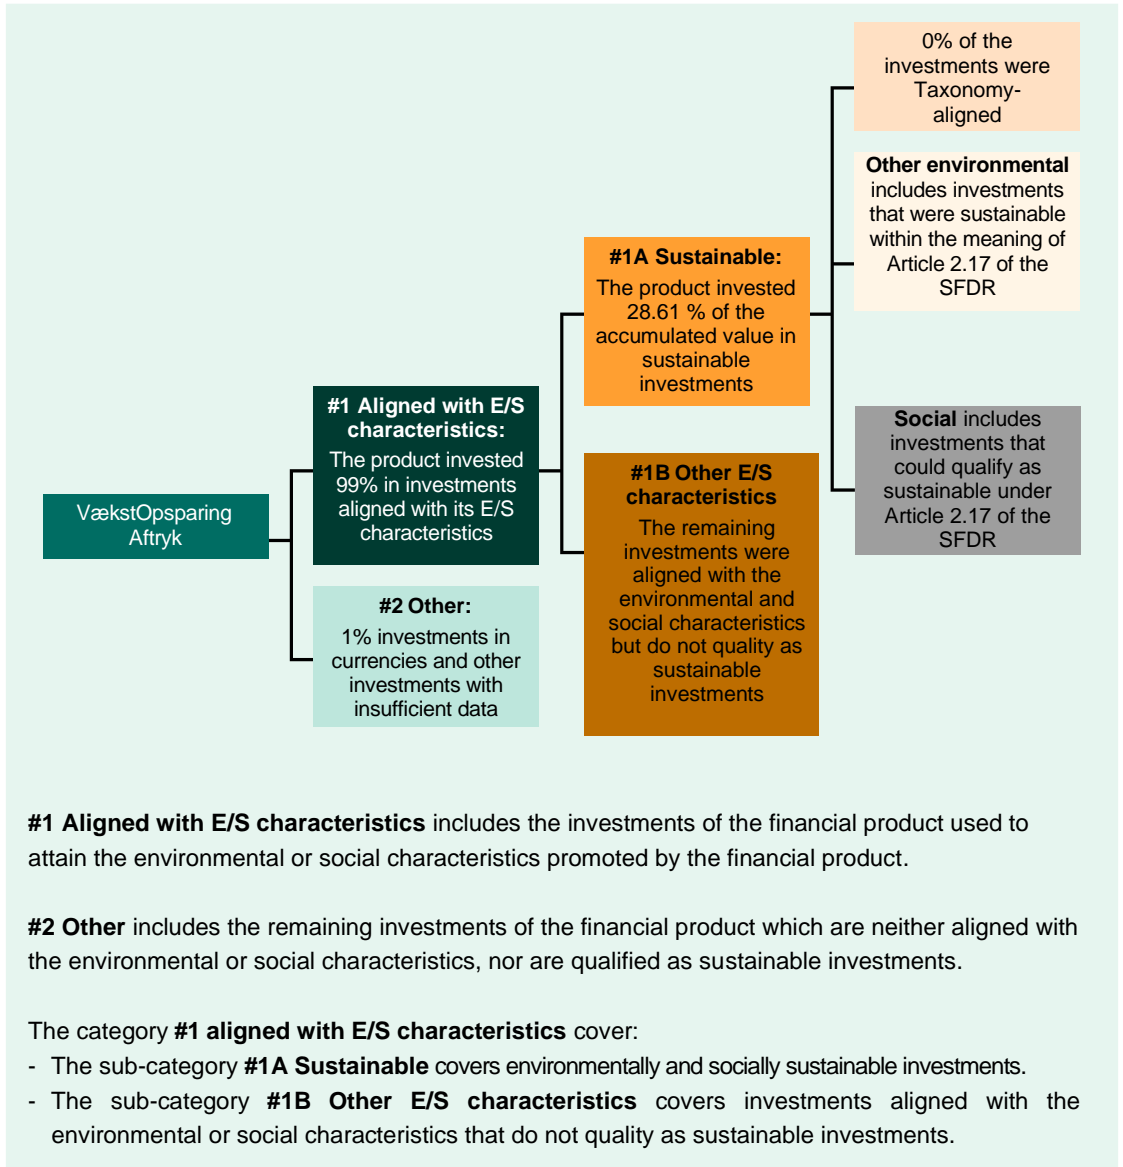 0% of the
investments were
Taxonomy-
aligned
Other environmental
includes investments
that were sustainable
within the meaning of
Article 2.17 of the
SFDR
#1A Sustainable:
The product invested
28.61 % of the
accumulated value in
sustainable
investments
#1 Aligned with E/S
characteristics:
The product invested
99% in investments
aligned with its E/S
characteristics
Social includes
investments that
could qualify as
sustainable under
Article 2.17 of the
SFDR
#1B Other E/S
characteristics
The remaining
investments were
aligned with the
environmental and
social characteristics
but do not quality as
sustainable
investments
VækstOpsparing
Aftryk
#2 Other:
1% investments in
currencies and other
investments with
insufficient data
#1 Aligned with E/S characteristics includes the investments of the financial product used to
attain the environmental or social characteristics promoted by the financial product.
#2 Other includes the remaining investments of the financial product which are neither aligned with
the environmental or social characteristics, nor are qualified as sustainable investments.
The category #1 aligned with E/S characteristics cover:
- The sub-category #1A Sustainable covers environmentally and socially sustainable investments.
- The sub-category #1B Other E/S characteristics covers investments aligned with the
environmental or social characteristics that do not quality as sustainable investments.